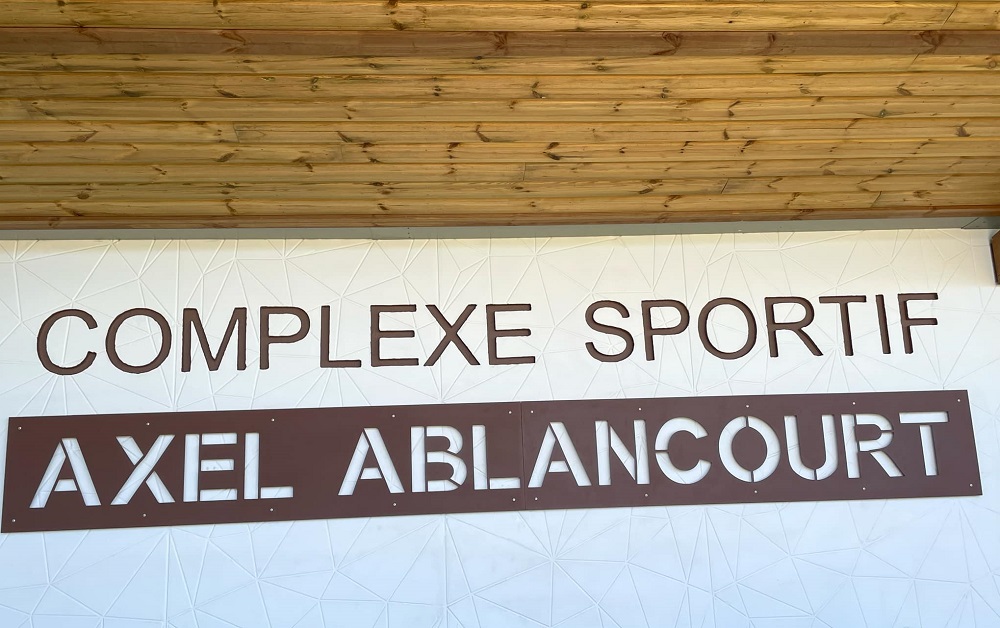 COMPLEXE SPORTIF
AXEL ABLANCOURT